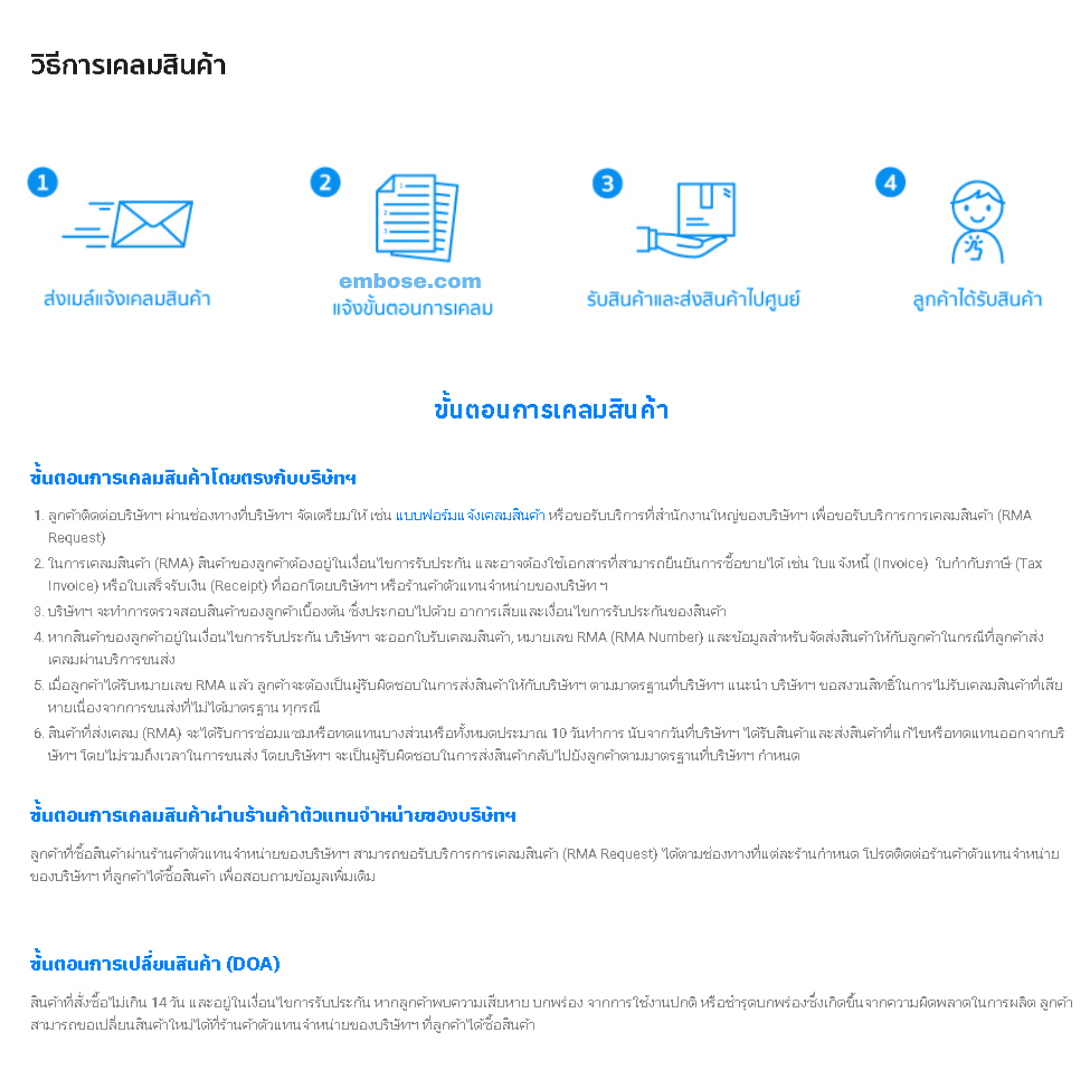 วิธีการเคลมสินค้า
1
2
3
4
ส่งเมล์แจ้งเคลมสินค้า
embose.com
แจ้งขั้นตอนการเคลม
รับสินค้าและส่งสินค้าไปศูนย์
ลูกค้าได้รับสินค้า
ขั้นตอนการเคลมสินค้า
ขั้นตอนการเคลมสินค้าโดยตรงกับบริษัทฯ
1. ลูกค้าติดต่อบริษัทฯ ผ่านช่องทางที่บริษัทฯ จัดเตรียมให้ เช่น แบบฟอร์มแจ้งเคลมสินค้า หรือขอรับบริการที่สำนักงานใหญ่ของบริษัทฯ เพื่อขอรับบริการการเคลมสินค้า (RMA
Request)
2. ในการเคลมสินค้า (RMA) สินค้าของลูกค้าต้องอยู่ในเงื่อนไขการรับประกัน และอาจต้องใช้เอกสารที่สามารถยืนยันการซื้อขายได้ เช่น ใบแจ้งหนี้ (Invoice) ใบกำกับภาษี (Tax
Invoice) หรือใบเสร็จรับเงิน (Receipt) ที่ออกโดยบริษัทฯ หรือร้านค้าตัวแทนจำหน่ายของบริษัท ฯ
3. บริษัทฯ จะทำการตรวจสอบสินค้าของลูกค้าเบื้องต้น ซึ่งประกอบไปด้วย อาการเสียและเงื่อนไขการรับประกันของสินค้า
4. หากสินค้าของลูกค้าอยู่ในเงื่อนไขการรับประกัน บริษัทฯ จะออกใบรับเคลมสินค้า, หมายเลข RMA (RMA Number) และข้อมูลสำหรับจัดส่งสินค้าให้กับลูกค้าในกรณีที่ลูกค้าส่ง
เคลมผ่านบริการขนส่ง
5. เมื่อลูกค้าได้รับหมายเลข RMA แล้ว ลูกค้าจะต้องเป็นผู้รับผิดชอบในการส่งสินค้าให้กับบริษัทฯ ตามมาตรฐานที่บริษัทฯ แนะนำ บริษัทฯ ขอสงวนสิทธิ์ในการไม่รับเคลมสินค้าที่เสีย
หายเนื่องจากการขนส่งที่ไม่ได้มาตรฐาน ทุกรณี
6. สินค้าที่ส่งเคลม (RMA) จะได้รับการซ่อมแซมหรือทดแทนบางส่วนหรือทั้งหมดประมาณ 10 วันทำการ นับจากวันที่บริษัทฯ ได้รับสินค้าและส่งสินค้าที่แก้ไขหรือทดแทนออกจากบริ
ษัทฯ โดยไม่รวมถึงเวลาในการขนส่ง โดยบริษัทฯ จะเป็นผู้รับผิดชอบในการส่งสินค้ากลับไปยังลูกค้าตามมาตรฐานที่บริษัทฯ กำหนด
ขั้นตอนการเคลมสินค้าผ่านร้านค้าตัวแทนจำหน่ายของบริษัทฯ
ลูกค้าที่ซื้อสินค้าผ่านร้านค้าตัวแทนจำหน่ายของบริษัทฯ สามารถขอรับบริการการเคลมสินค้า (RMA Request) ได้ตามช่องทางที่แต่ละร้านกำหนด โปรดติดต่อร้านค้าตัวแทนจำหน่าย
ของบริษัทฯ ที่ลูกค้าได้ซื้อสินค้า เพื่อสอบถามข้อมูลเพิ่มเติม
ขั้นตอนการเปลี่ยนสินค้า (DOA)
สินค้าที่สั่งซื้อไม่เกิน 14 วัน และอยู่ในเงื่อนไขการรับประกัน หากลูกค้าพบความเสียหาย บกพร่อง จากการใช้งานปกติ หรือชำรุดบกพร่องซึ่งเกิดขึ้นจากความผิดพลาดในการผลิต ลูกค้า
สามารถขอเปลี่ยนสินค้าใหม่ได้ที่ร้านค้าตัวแทนจำหน่ายของบริษัทฯ ที่ลูกค้าได้ซื้อสินค้า